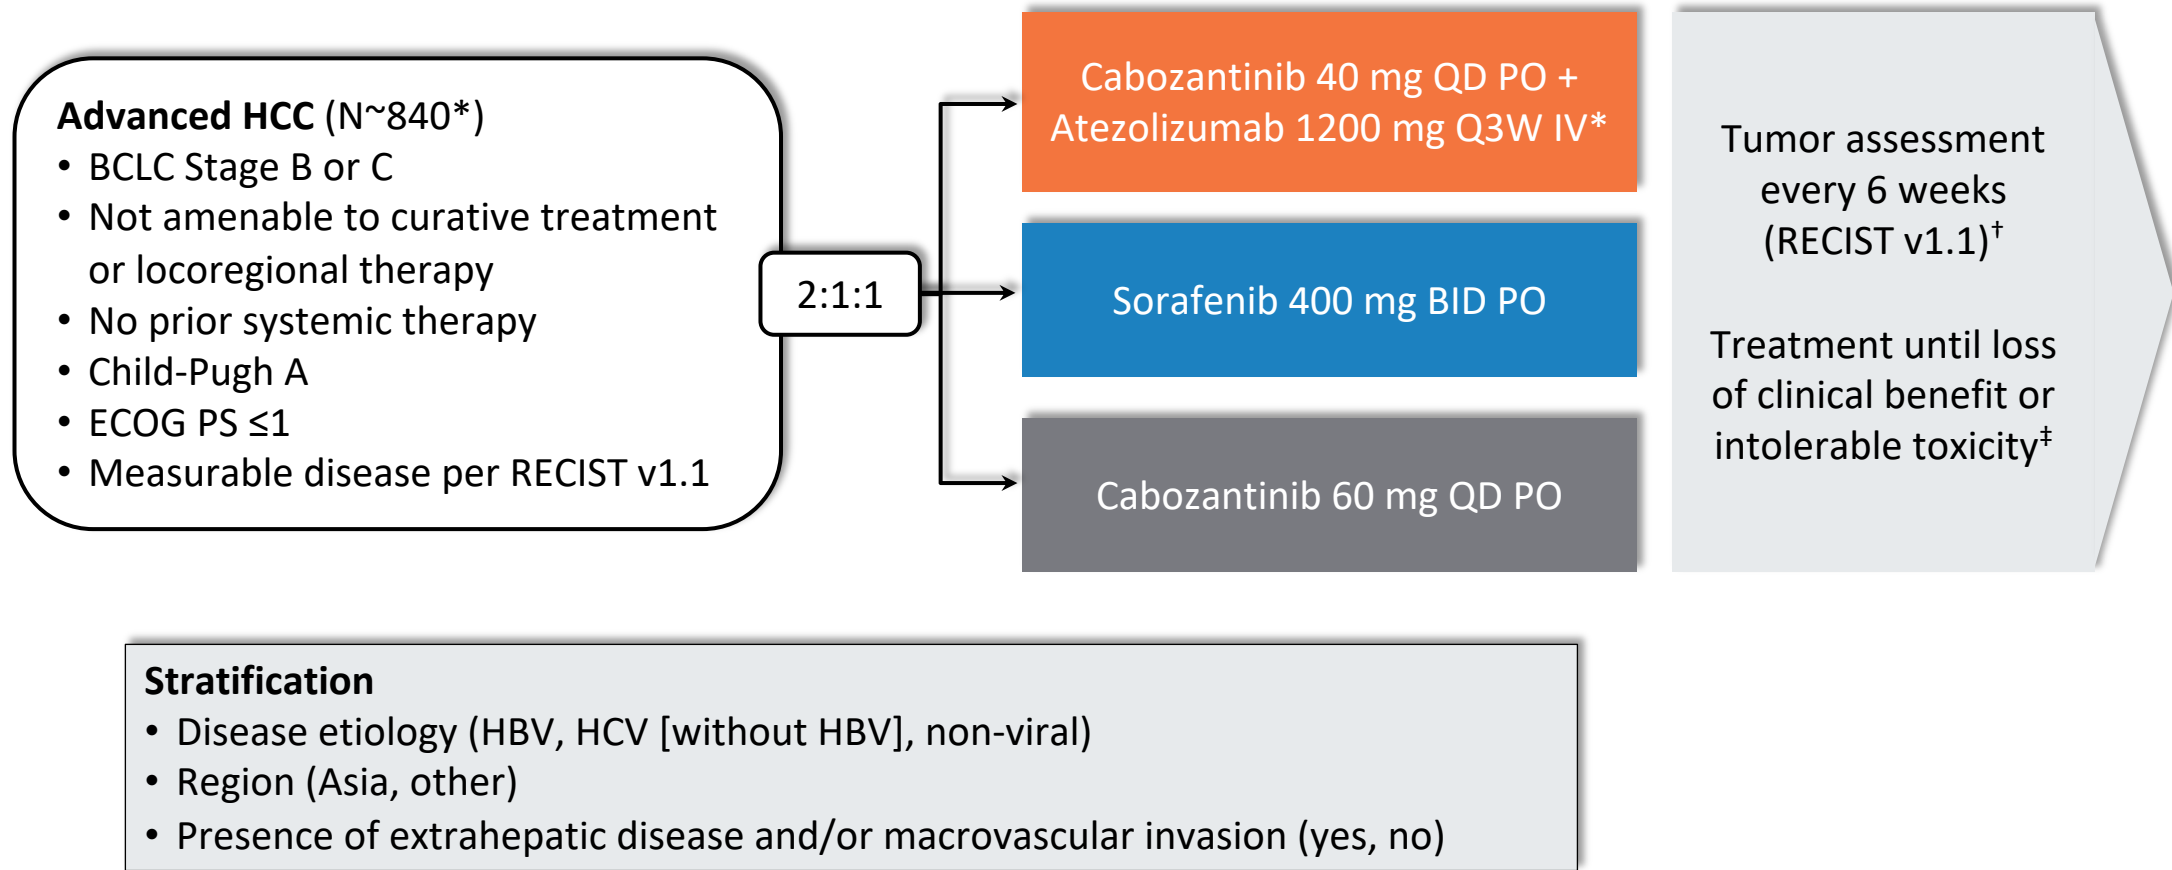 Advanced HCC (N~840*)
• BCLC Stage B or C
• Not amenable to curative treatment
or locoregional therapy
• No prior systemic therapy
• Child-Pugh A
• ECOG PS ≤1
• Measurable disease per RECIST v1.1
2:1:1
Cabozantinib 40 mg QD PO +
Atezolizumab 1200 mg Q3W IV*
Sorafenib 400 mg BID PO
Cabozantinib 60 mg QD PO
Tumor assessment
every 6 weeks
(RECIST v1.1)†
Treatment until loss
of clinical benefit or
intolerable toxicity‡
Stratification
• Disease etiology (HBV, HCV [without HBV], non-viral)
• Region (Asia, other)
• Presence of extrahepatic disease and/or macrovascular invasion (yes, no)